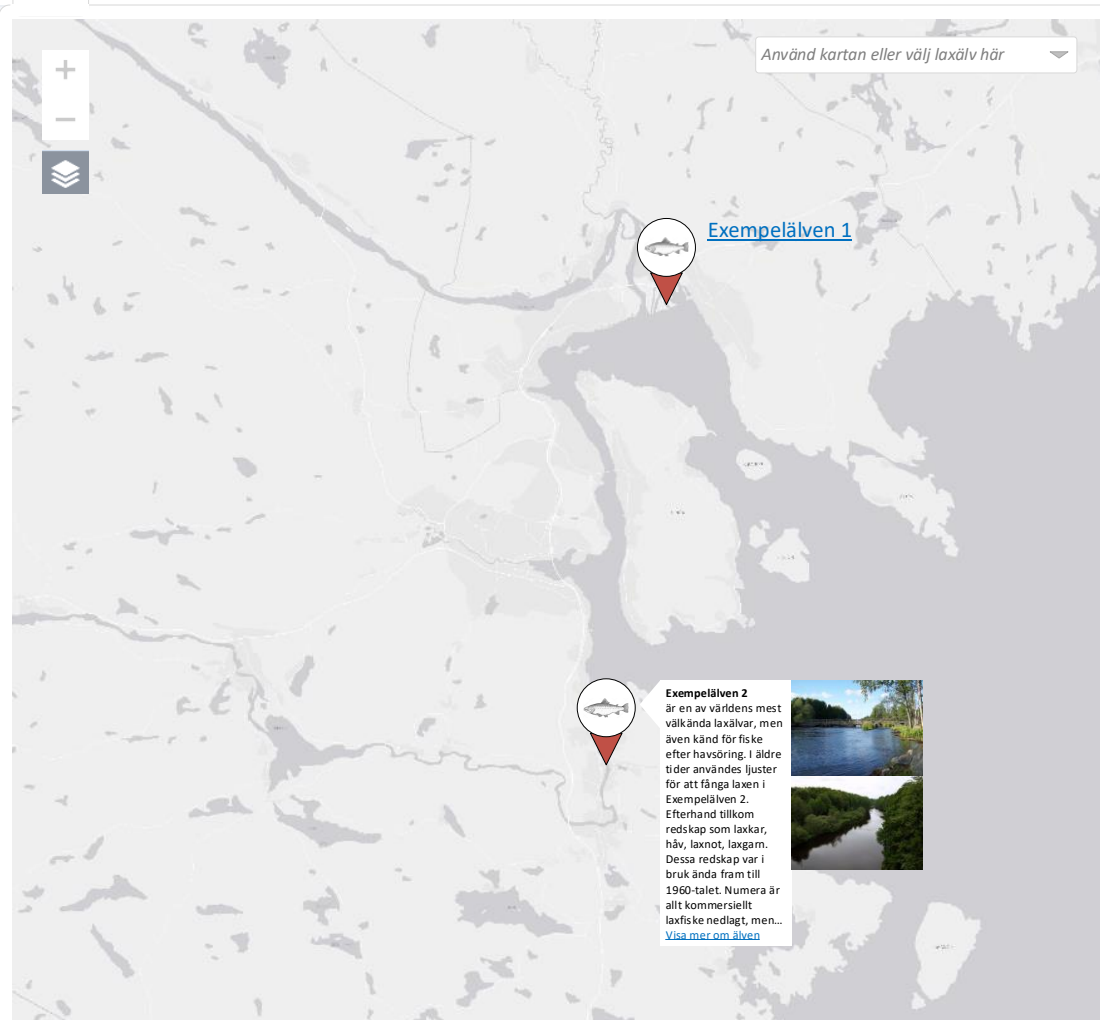 Använd kartan eller välj laxälv här
Exempelälven 1
Exempelälven 2
är en av världens mest
välkända laxälvar, men
även känd för fiske
efter havsöring. I äldre
tider användes ljuster
för att fånga laxen i
Exempelälven 2.
Efterhand tillkom
redskap som laxkar,
håv, laxnot, laxgarn.
Dessa redskap var i
bruk ända fram till
1960-talet. Numera är
allt kommersiellt
laxfiske nedlagt, men…
Visa mer om älven